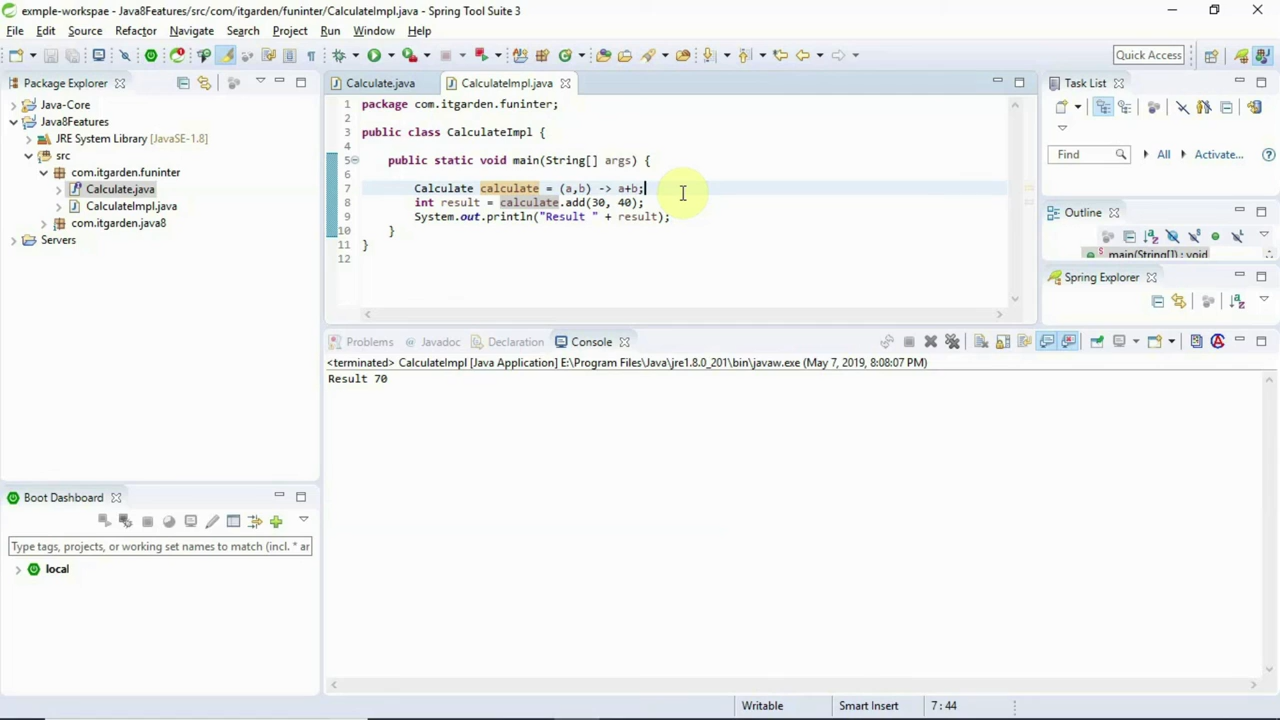 exmple-workspae - Java8Features/src/com/itgarden/funinter/CalculateImpl.java - Spring Tool Suite 3
File Edit Source Refactor Navigate Search Project Run Window Help
Quick Access
Package Explorer
Java-Core
Java8Features
JRE System Library [JavaSE-1.8]
src
com.itgarden.funinter
Calculate.java
CalculateImpl.java
com.itgarden.java8
Servers
Calculate.java CalculateImpl.java
1 package com.itgarden.funinter;
2
3 public class CalculateImpl {
4
5 public static void main(String[] args) {
6
7 Calculate calculate = (a,b) -> a+b;
8 int result = calculate.add(30, 40);
9 System.out.println("Result " + result);
10 }
11 }
12
Task List
Find All Activate...
Outline
main(String[]) : void
Spring Explorer
Problems Javadoc Declaration Console
<terminated> CalculateImpl [Java Application] E:\Program Files\Java\jre1.8.0_201\bin\javaw.exe (May 7, 2019, 8:08:07 PM)
Result 70
Boot Dashboard
Type tags, projects, or working set names to match (incl. * ar
local
Writable Smart Insert 7 : 44